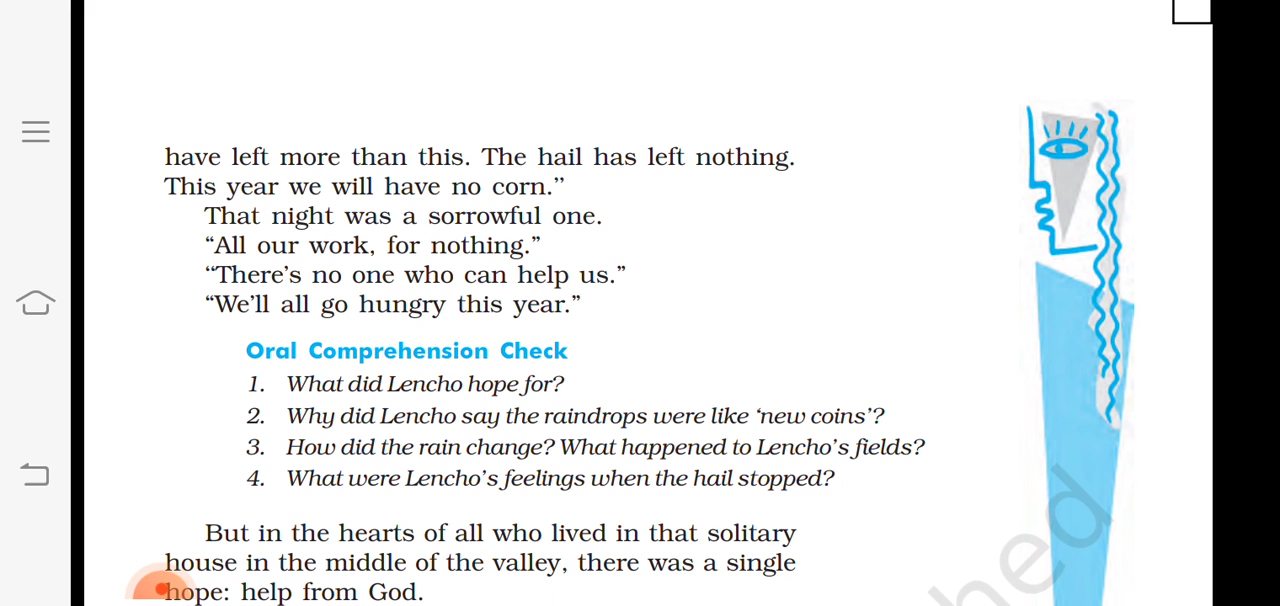 have left more than this. The hail has left nothing.
This year we will have no corn.”
That night was a sorrowful one.
“All our work, for nothing.”
“There’s no one who can help us.”
“We’ll all go hungry this year.”
Oral Comprehension Check
1. What did Lencho hope for?
2. Why did Lencho say the raindrops were like ‘new coins’?
3. How did the rain change? What happened to Lencho’s fields?
4. What were Lencho’s feelings when the hail stopped?
But in the hearts of all who lived in that solitary
house in the middle of the valley, there was a single
hope: help from God.
hed